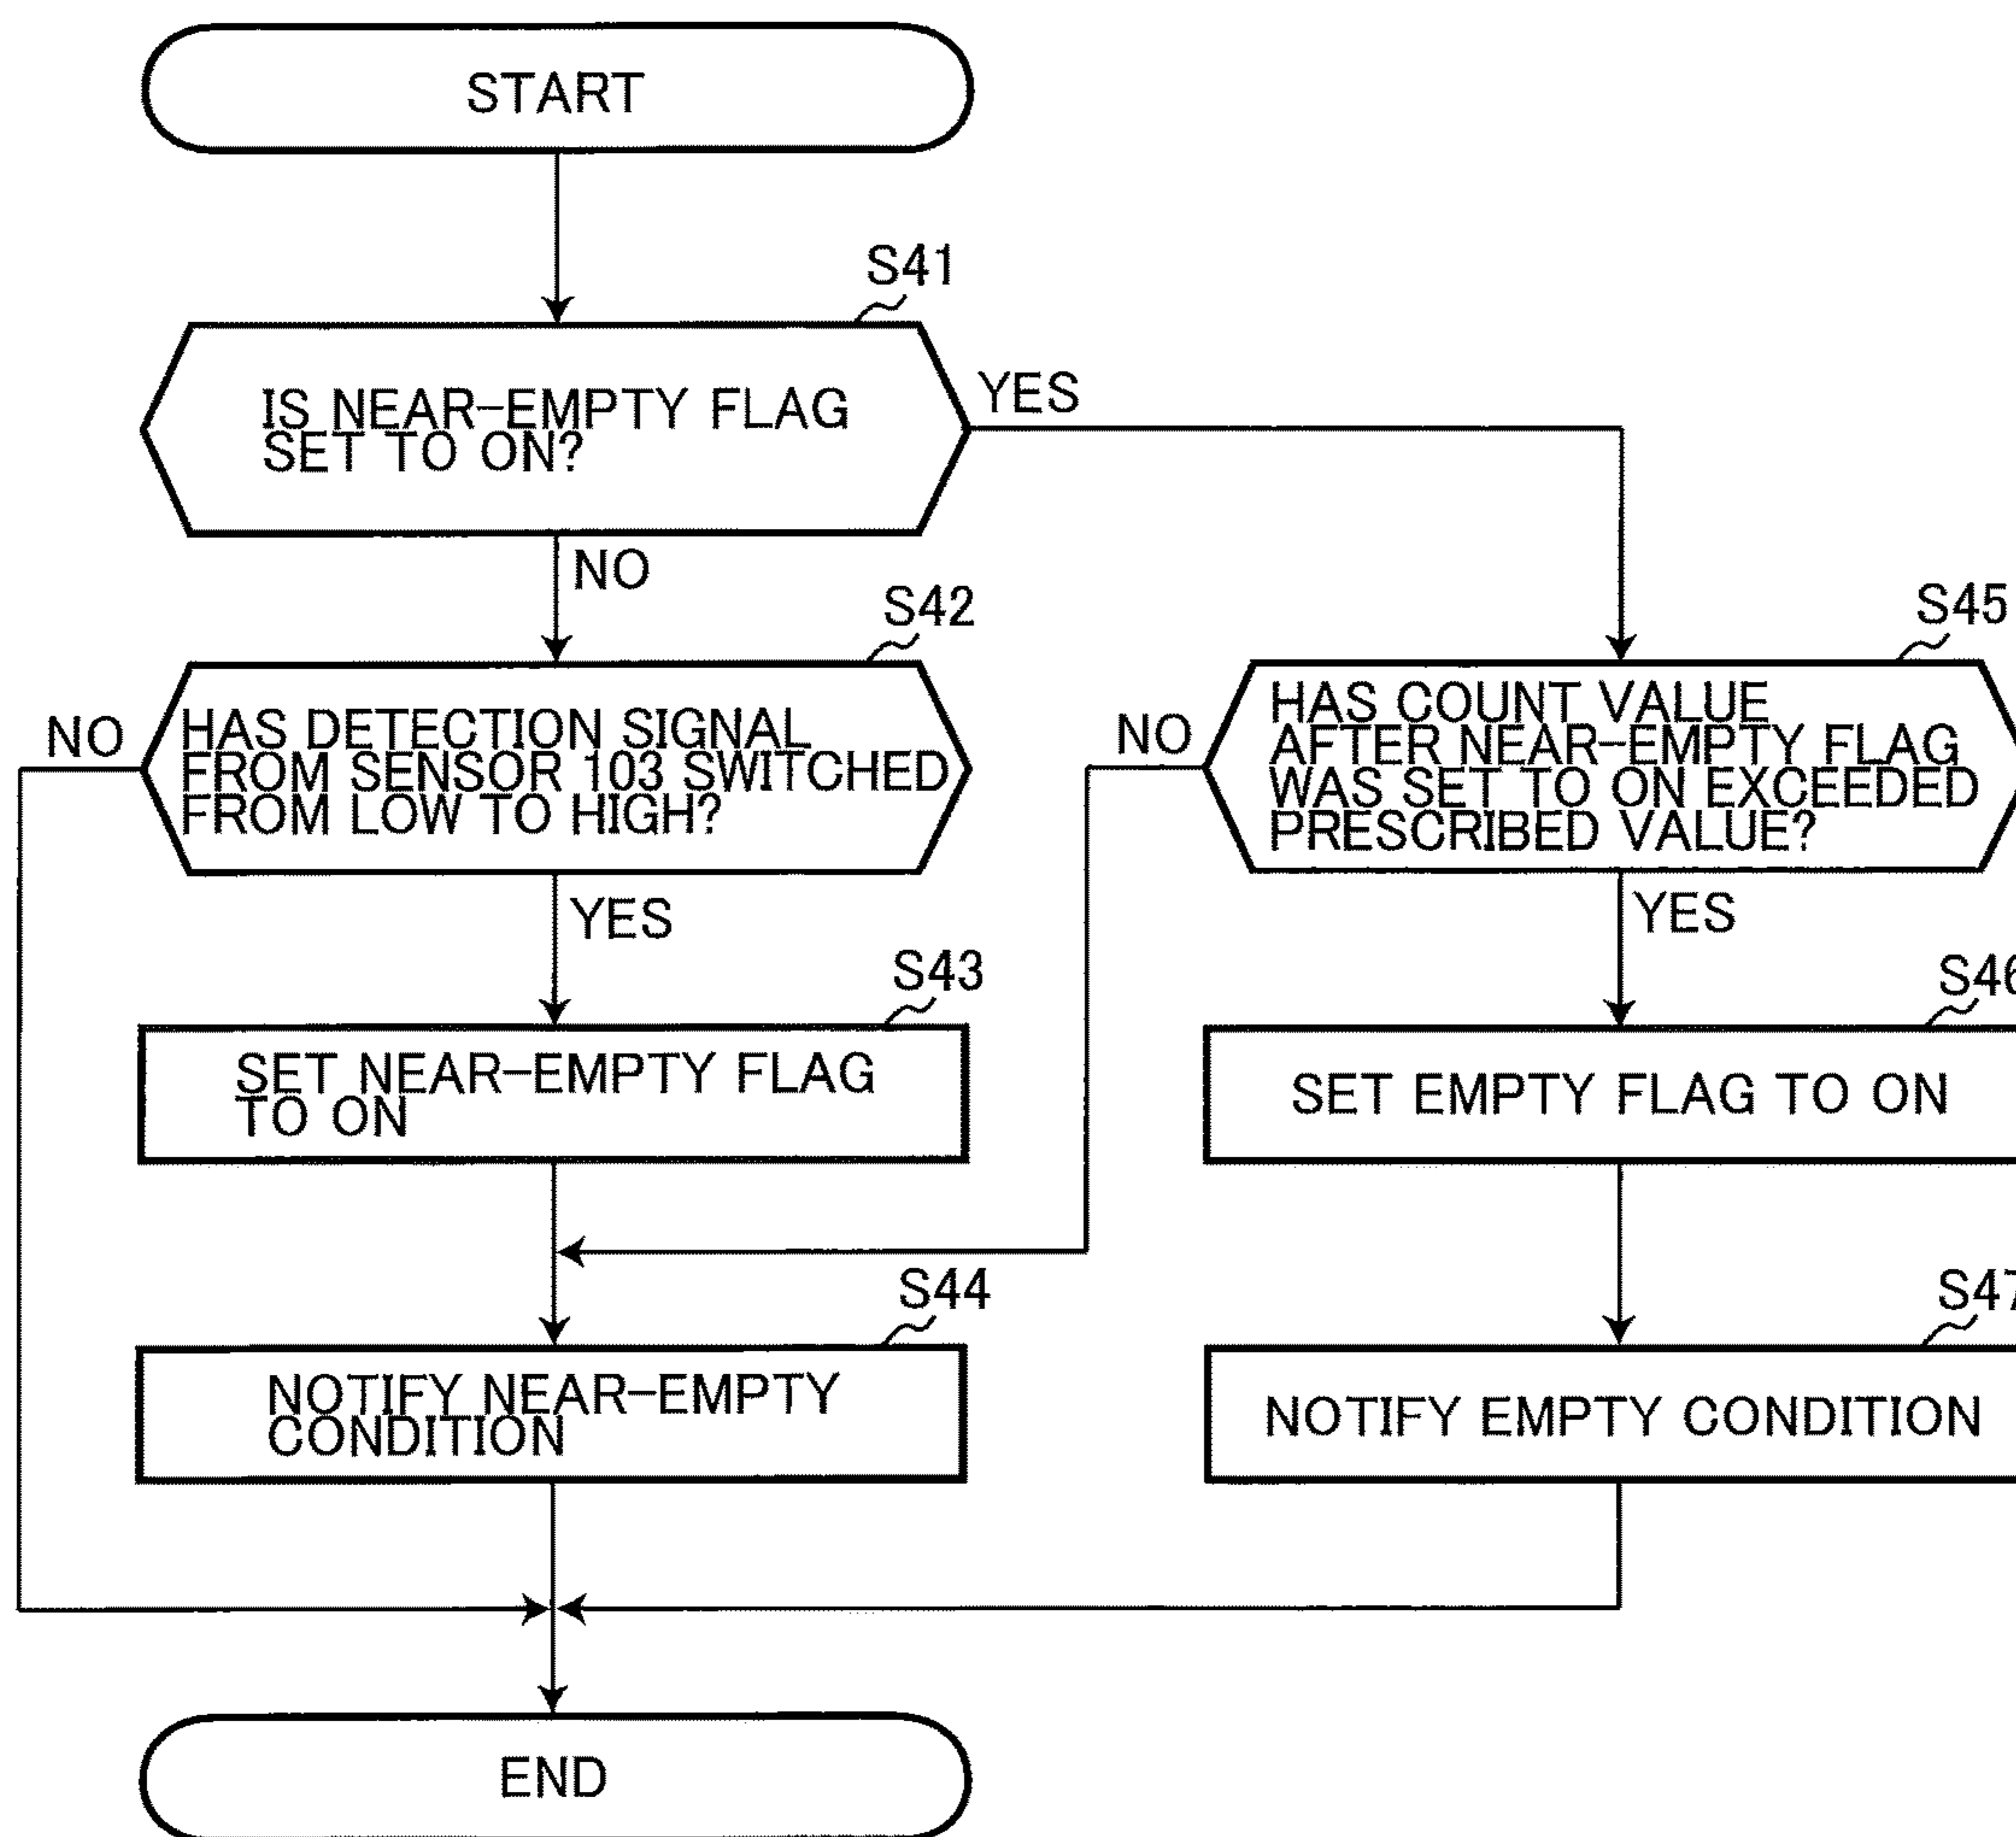 START
S41
IS NEAR-EMPTY FLAG
SET TO ON?
YES
NO
S42
HAS DETECTION SIGNAL
FROM SENSOR 103 SWITCHED
FROM LOW TO HIGH?
NO
YES
S45
HAS COUNT VALUE
AFTER NEAR-EMPTY FLAG
WAS SET TO ON EXCEEDED
PRESCRIBED VALUE?
NO
YES
S43
SET NEAR-EMPTY FLAG
TO ON
S46
SET EMPTY FLAG TO ON
S44
NOTIFY NEAR-EMPTY
CONDITION
S47
NOTIFY EMPTY CONDITION
END